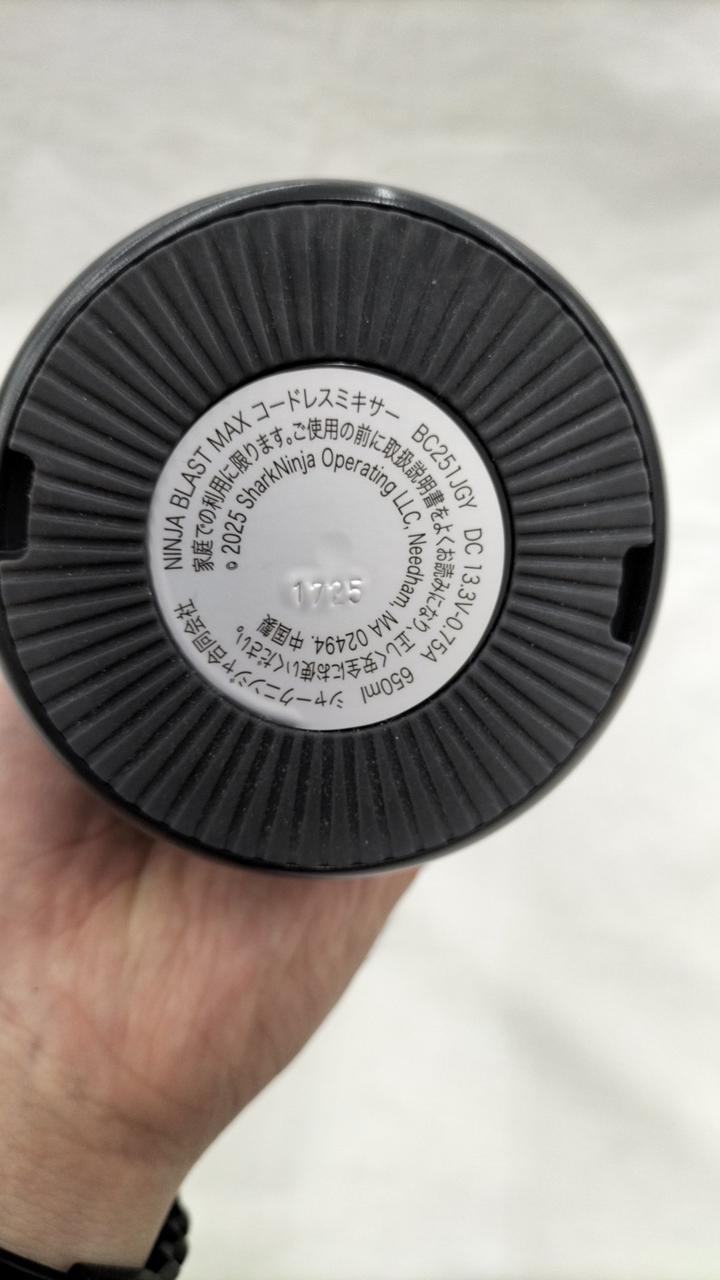 NINJA BLAST MAX コードレスミキサー BC251JGY DC 13.3V⎓0.75A 650ml シャークニンジャ合同会社
家庭での利用に限ります。ご使用の前に取扱説明書をよくお読みになり、正しく安全にお使いください。
© 2025 SharkNinja Operating LLC, Needham, MA 02494. 中国製
1725